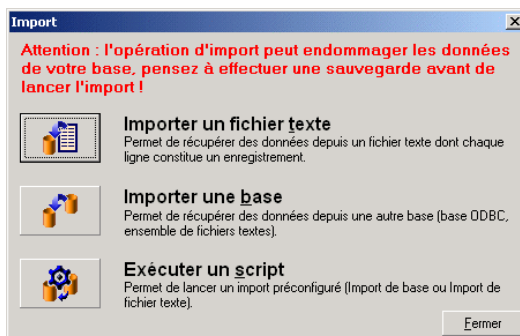 Import
Attention : l'opération d'import peut endommager les données
de votre base, pensez à effectuer une sauvegarde avant de
lancer l'import !
Importer un fichier texte
Permet de récupérer des données depuis un fichier texte dont chaque
ligne constitue un enregistrement.
Importer une base
Permet de récupérer des données depuis une autre base (base ODBC,
ensemble de fichiers textes).
Exécuter un script
Permet de lancer un import préconfiguré (Import de base ou Import de
fichier texte).
Fermer